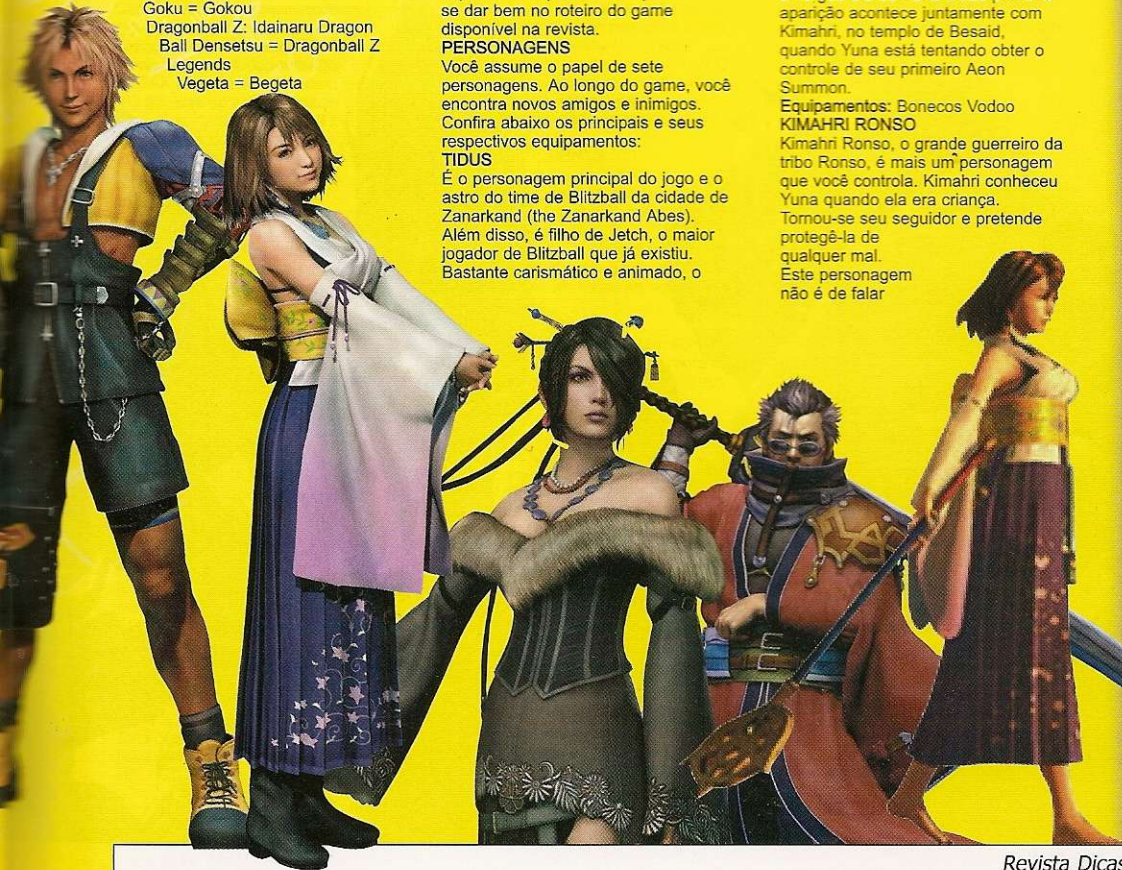 Goku = Gokou
Dragonball Z: Idainaru Dragon
Ball Densetsu = Dragonball Z
Legends
Vegeta = Begeta
se dar bem no roteiro do game
disponível na revista.
PERSONAGENS
Você assume o papel de sete
personagens. Ao longo do game, você
encontra novos amigos e inimigos.
Confira abaixo os principais e seus
respectivos equipamentos:
TIDUS
É o personagem principal do jogo e o
astro do time de Blitzball da cidade de
Zanarkand (the Zanarkand Abes).
Além disso, é filho de Jetch, o maior
jogador de Blitzball que já existiu.
Bastante carismático e animado, o
aparição acontece juntamente com
Kimahri, no templo de Besaid,
quando Yuna está tentando obter o
controle de seu primeiro Aeon
Summon.
Equipamentos: Bonecos Vodoo
KIMAHRI RONSO
Kimahri Ronso, o grande guerreiro da
tribo Ronso, é mais um personagem
que você controla. Kimahri conheceu
Yuna quando ela era criança.
Tornou-se seu seguidor e pretende
protegê-la de
qualquer mal.
Este personagem
não é de falar
Revista Dicas